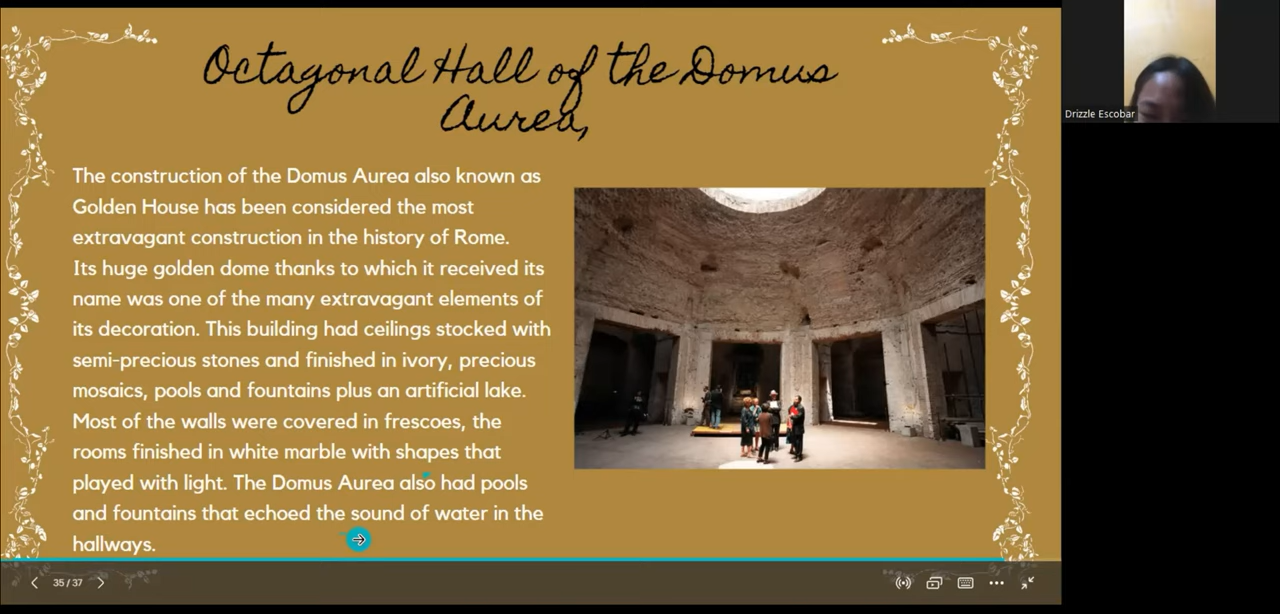 Octagonal Hall of the Domus
Aurea,
The construction of the Domus Aurea also known as
Golden House has been considered the most
extravagant construction in the history of Rome.
Its huge golden dome thanks to which it received its
name was one of the many extravagant elements of
its decoration. This building had ceilings stocked with
semi-precious stones and finished in ivory, precious
mosaics, pools and fountains plus an artificial lake.
Most of the walls were covered in frescoes, the
rooms finished in white marble with shapes that
played with light. The Domus Aurea also had pools
and fountains that echoed the sound of water in the
hallways.
35 / 37
Drizzle Escobar